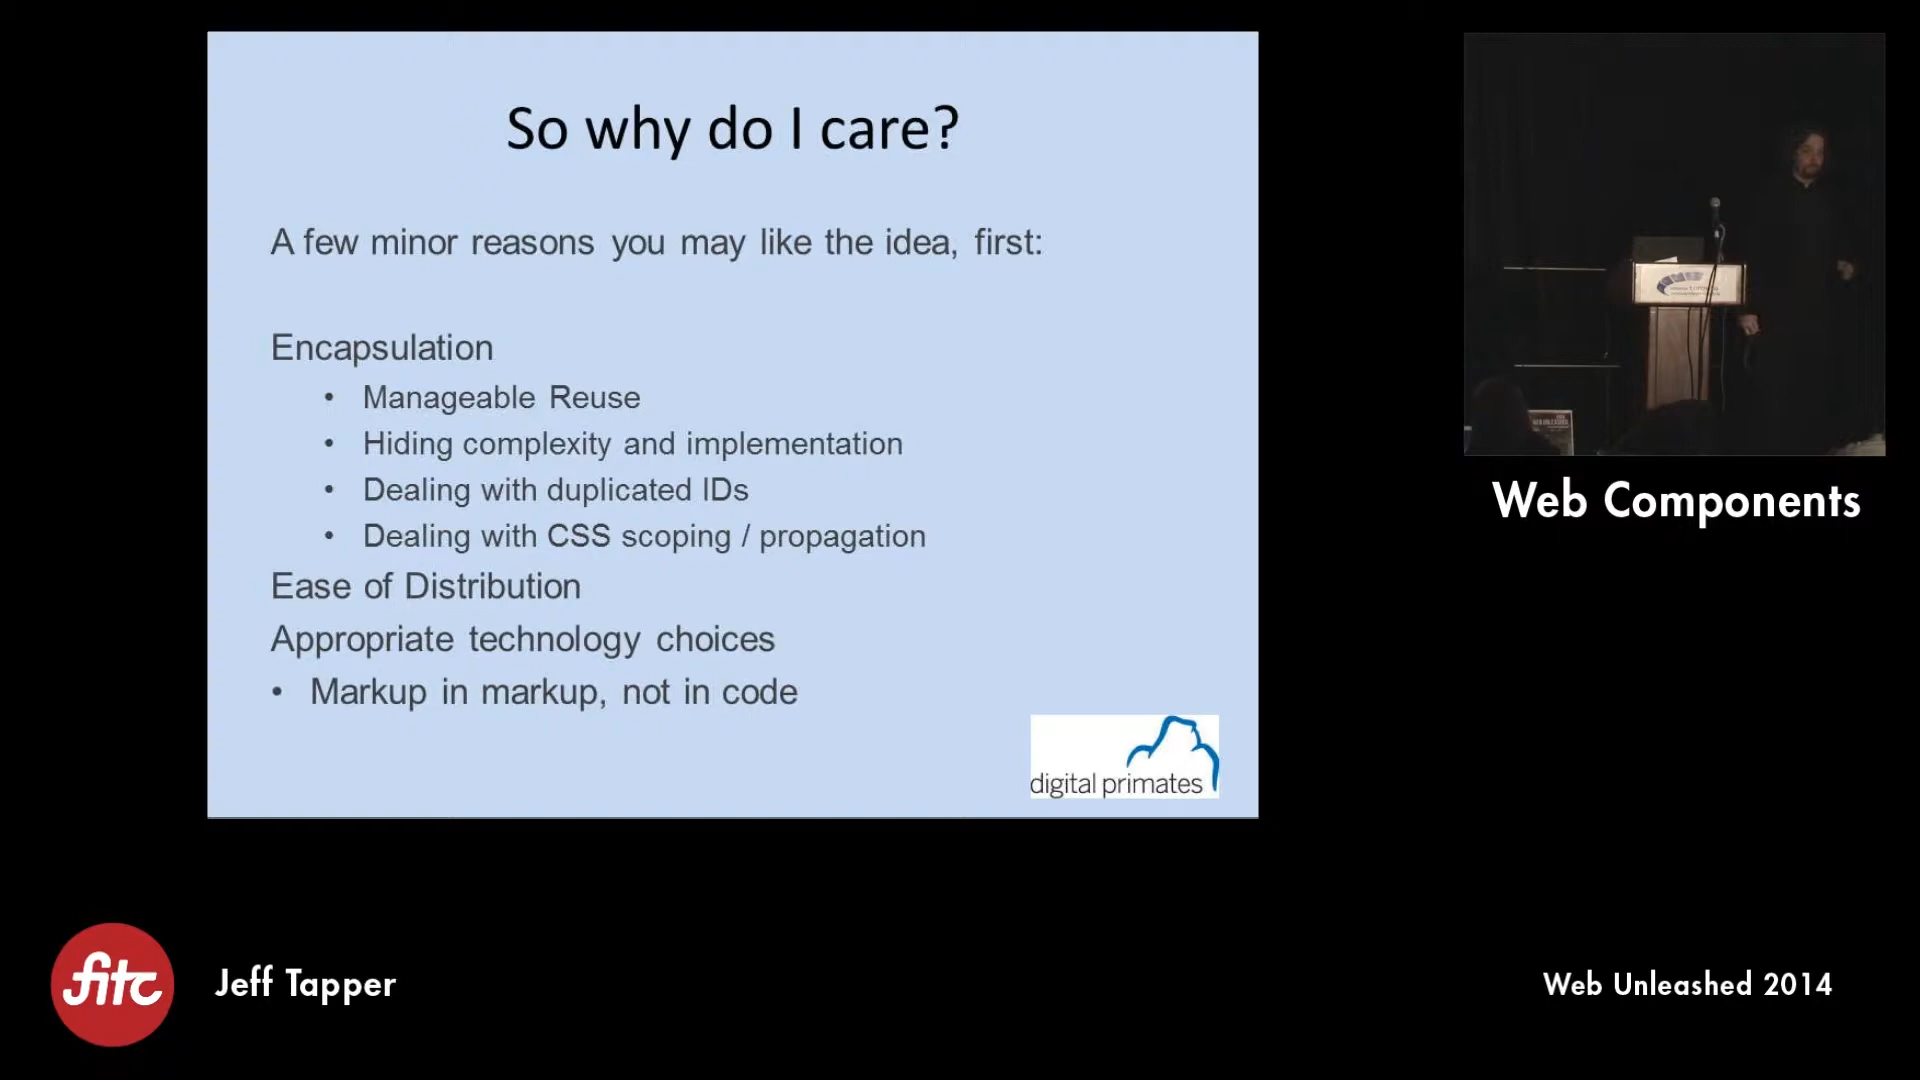 So why do I care?
A few minor reasons you may like the idea, first:
Encapsulation
• Manageable Reuse
• Hiding complexity and implementation
• Dealing with duplicated IDs
• Dealing with CSS scoping / propagation
Ease of Distribution
Appropriate technology choices
• Markup in markup, not in code
digital primates
Web Components
fitc
Jeff Tapper
Web Unleashed 2014